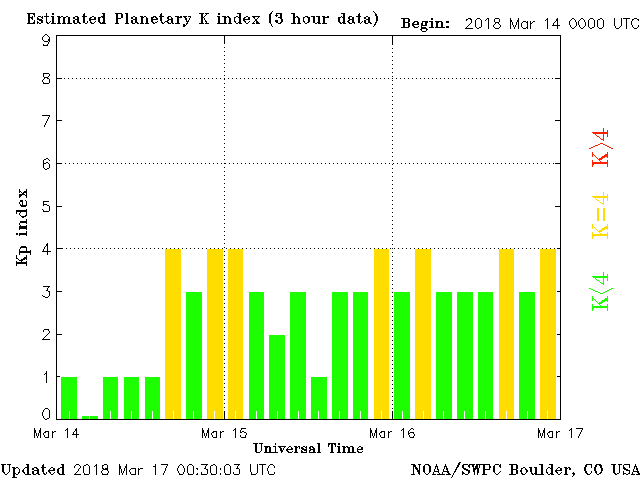 Estimated Planetary K index (3 hour data)
Begin: 2018 Mar 14 0000 UTC
9
8
7
6
5
4
3
2
1
0
Kp index
K>4
K=4
K<4
Mar 14
Mar 15
Mar 16
Mar 17
Universal Time
Updated 2018 Mar 17 00:30:03 UTC
NOAA/SWPC Boulder, CO USA